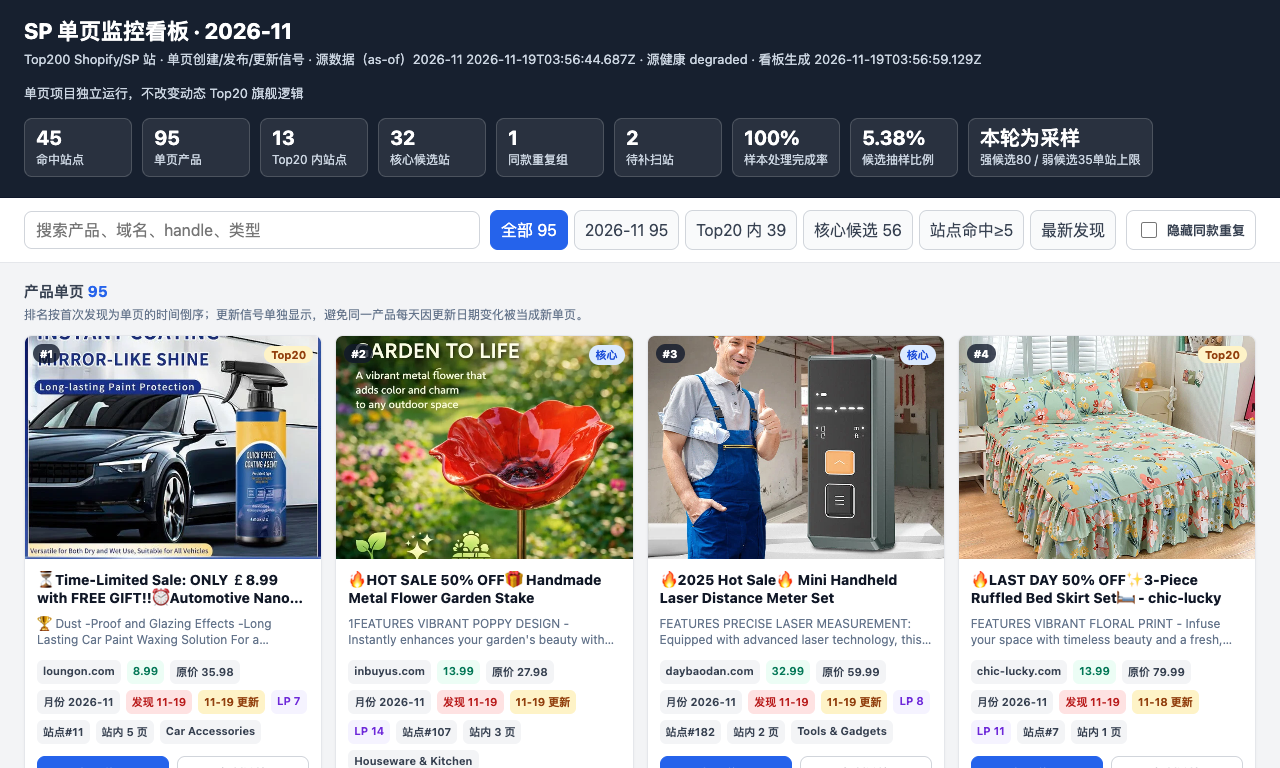 SP 单页监控看板 · 2026-11
Top200 Shopify/SP 站 · 单页创建/发布/更新信号 · 源数据（as-of）2026-11 2026-11-19T03:56:44.687Z · 源健康 degraded · 看板生成 2026-11-19T03:56:59.129Z
单页项目独立运行，不改变动态 Top20 旗舰逻辑
45
命中站点
95
单页产品
13
Top20 内站点
32
核心候选站
1
同款重复组
2
待补扫站
100%
样本处理完成率
5.38%
候选抽样比例
本轮为采样
强候选80 / 弱候选35单站上限
搜索产品、域名、handle、类型
全部 95
2026-11 95
Top20 内 39
核心候选 56
站点命中≥5
最新发现
隐藏同款重复
产品单页 95
排名按首次发现为单页的时间倒序；更新信号单独显示，避免同一产品每天因更新日期变化被当成新单页。
#1
Top20
INSTANT COATING
MIRROR-LIKE SHINE
Long-lasting Paint Protection
QUICK EFFECT
COATING AGENT
Versatile for Both Dry and Wet Use, Suitable for All Vehicles
⏳Time-Limited Sale: ONLY ￡8.99
with FREE GIFT!!⏰Automotive Nano...
🏆 Dust -Proof and Glazing Effects -Long
Lasting Car Paint Waxing Solution For a...
loungon.com
8.99
原价 35.98
月份 2026-11
发现 11-19
11-19 更新
LP 7
站点#11
站内 5 页
Car Accessories
#2
核心
GARDEN TO LIFE
A vibrant metal flower that
adds color and charm
to any outdoor space
🔥HOT SALE 50% OFF🎁 Handmade
Metal Flower Garden Stake
1FEATURES VIBRANT POPPY DESIGN -
Instantly enhances your garden's beauty with...
inbuyus.com
13.99
原价 27.98
月份 2026-11
发现 11-19
11-19 更新
LP 14
站点#107
站内 3 页
Houseware & Kitchen
#3
核心
🔥2025 Hot Sale🔥 Mini Handheld
Laser Distance Meter Set
FEATURES PRECISE LASER MEASUREMENT:
Equipped with advanced laser technology, this...
daybaodan.com
32.99
原价 59.99
月份 2026-11
发现 11-19
11-19 更新
LP 8
站点#182
站内 2 页
Tools & Gadgets
#4
Top20
🔥LAST DAY 50% OFF✨3-Piece
Ruffled Bed Skirt Set🛏️ - chic-lucky
FEATURES VIBRANT FLORAL PRINT - Infuse
your space with timeless beauty and a fresh,...
chic-lucky.com
13.99
原价 79.99
月份 2026-11
发现 11-19
11-18 更新
LP 11
站点#7
站内 1 页